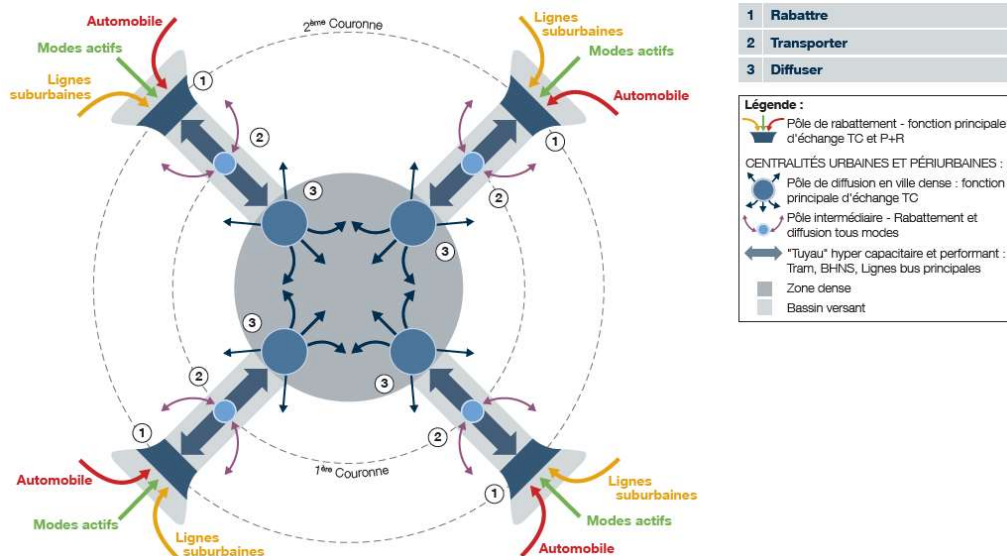 Automobile
Modes actifs
Lignes
suburbaines
2ème Couronne
Lignes
suburbaines
Modes actifs
Automobile
1
1
2
2
3
3
3
3
2
2
1
1
1ère Couronne
Automobile
Modes actifs
Lignes
suburbaines
Lignes
suburbaines
Modes actifs
Automobile
1 Rabattre
2 Transporter
3 Diffuser
Légende :
Pôle de rabattement - fonction principale
d'échange TC et P+R
CENTRALITÉS URBAINES ET PÉRIURBAINES :
Pôle de diffusion en ville dense : fonction
principale d'échange TC
Pôle intermédiaire - Rabattement et
diffusion tous modes
"Tuyau" hyper capacitaire et performant :
Tram, BHNS, Lignes bus principales
Zone dense
Bassin versant